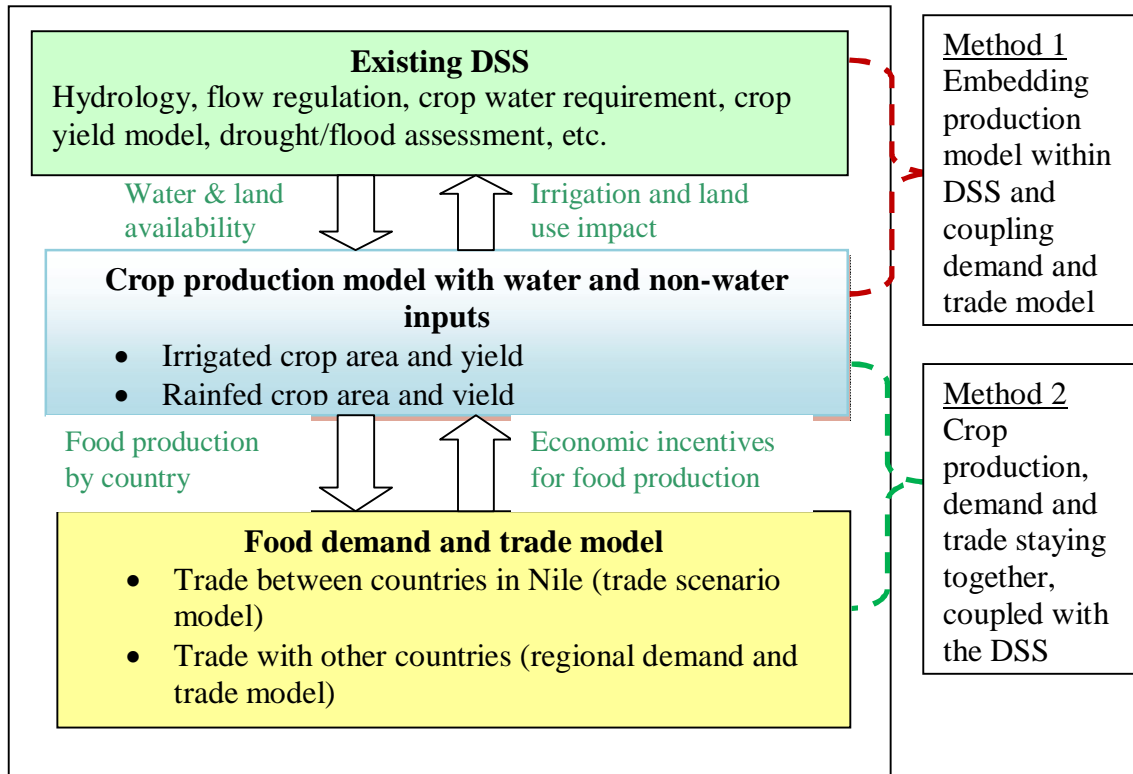 Existing DSS
Hydrology, flow regulation, crop water requirement, crop
yield model, drought/flood assessment, etc.
Water & land
availability
Irrigation and land
use impact
Crop production model with water and non-water
inputs
• Irrigated crop area and yield
• Rainfed crop area and yield
Food production
by country
Economic incentives
for food production
Food demand and trade model
• Trade between countries in Nile (trade scenario
model)
• Trade with other countries (regional demand and
trade model)
Method 1
Embedding
production
model within
DSS and
coupling
demand and
trade model
Method 2
Crop
production,
demand and
trade staying
together,
coupled with
the DSS